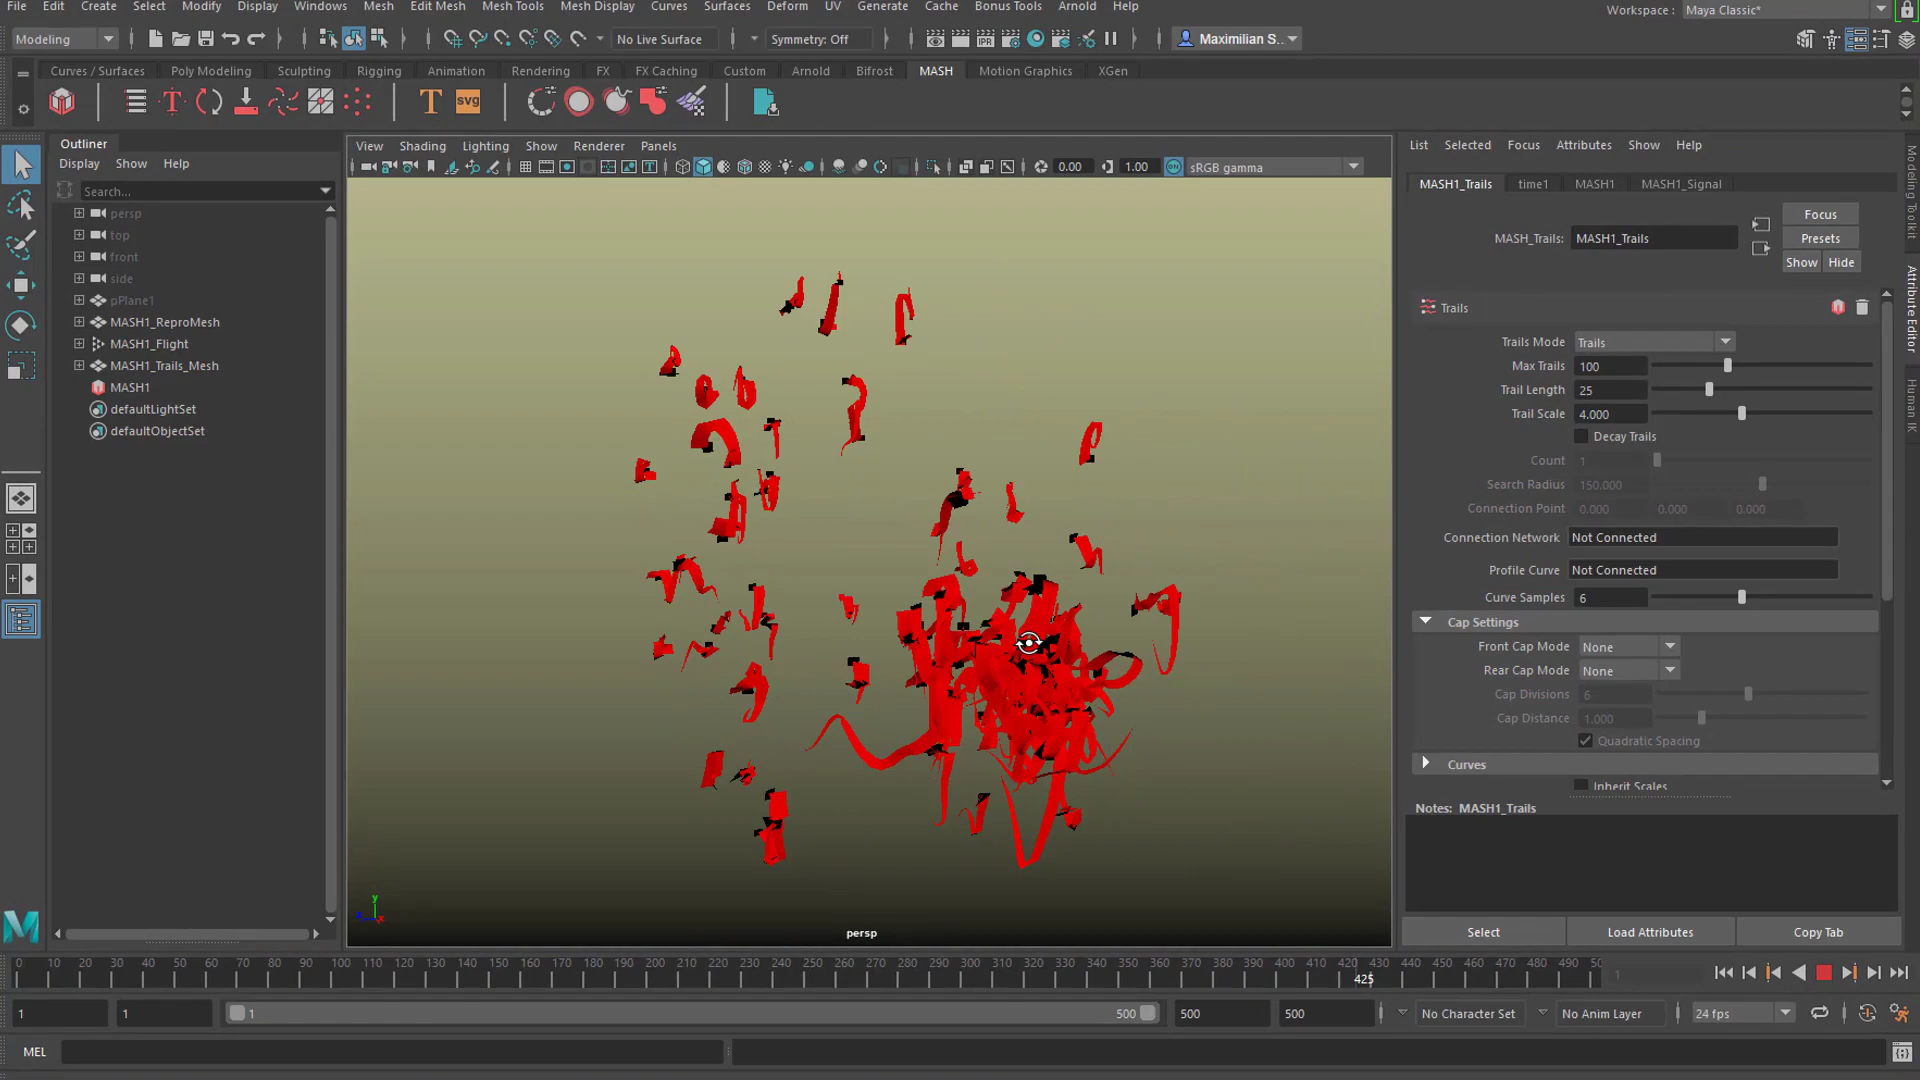 File Edit Create Select Modify Display Windows Mesh Edit Mesh Mesh Tools Mesh Display Curves Surfaces Deform UV Generate Cache Bonus Tools Arnold Help
Workspace : Maya Classic*
Modeling No Live Surface Symmetry: Off Maximilian S...
Curves / Surfaces Poly Modeling Sculpting Rigging Animation Rendering FX FX Caching Custom Arnold Bifrost MASH Motion Graphics XGen
T svg
Outliner
Display Show Help
Search...
persp
top
front
side
pPlane1
MASH1_ReproMesh
MASH1_Flight
MASH1_Trails_Mesh
MASH1
defaultLightSet
defaultObjectSet
View Shading Lighting Show Renderer Panels
0.00 1.00 ON sRGB gamma
y
x
persp
List Selected Focus Attributes Show Help
MASH1_Trails time1 MASH1 MASH1_Signal
MASH_Trails: MASH1_Trails
Focus
Presets
Show Hide
Trails
Trails Mode Trails
Max Trails 100
Trail Length 25
Trail Scale 4.000
Decay Trails
Count 1
Search Radius 150.000
Connection Point 0.000 0.000 0.000
Connection Network Not Connected
Profile Curve Not Connected
Curve Samples 6
Cap Settings
Front Cap Mode None
Rear Cap Mode None
Cap Divisions 6
Cap Distance 1.000
Quadratic Spacing
Curves
Inherit Scales
Notes: MASH1_Trails
Select Load Attributes Copy Tab
Modeling Toolkit
Attribute Editor
Human IK
0 10 20 30 40 50 60 70 80 90 100 110 120 130 140 150 160 170 180 190 200 210 220 230 240 250 260 270 280 290 300 310 320 330 340 350 360 370 380 390 400 410 420 430 440 450 460 470 480 490 50
425
1
1 1 1 500 500 500 No Character Set No Anim Layer 24 fps
MEL